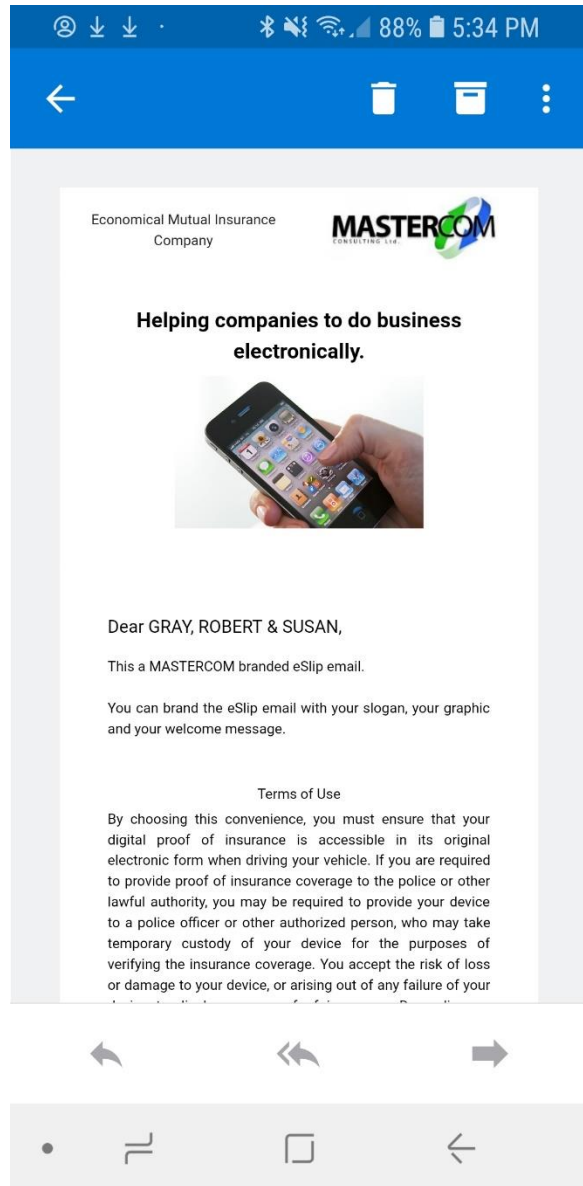 88% 5:34 PM
Economical Mutual Insurance
Company
MASTERCOM
CONSULTING Ltd.
Helping companies to do business
electronically.
Dear GRAY, ROBERT & SUSAN,
This a MASTERCOM branded eSlip email.
You can brand the eSlip email with your slogan, your graphic
and your welcome message.
Terms of Use
By choosing this convenience, you must ensure that your
digital proof of insurance is accessible in its original
electronic form when driving your vehicle. If you are required
to provide proof of insurance coverage to the police or other
lawful authority, you may be required to provide your device
to a police officer or other authorized person, who may take
temporary custody of your device for the purposes of
verifying the insurance coverage. You accept the risk of loss
or damage to your device, or arising out of any failure of your